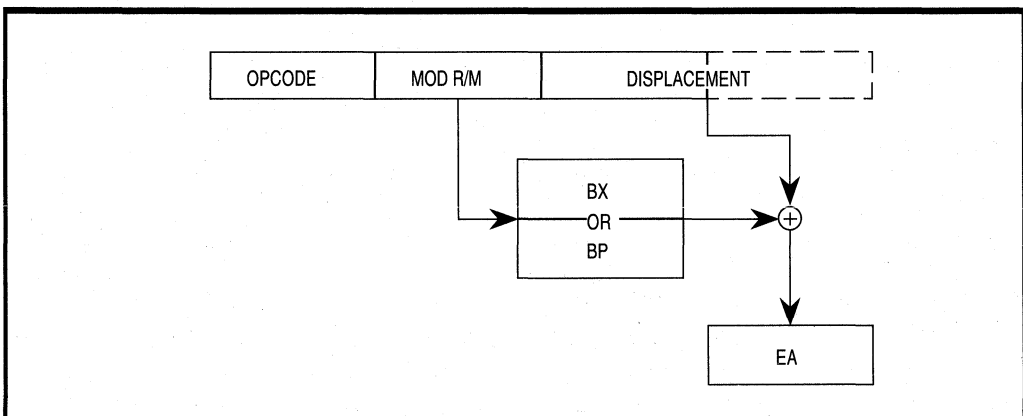 OPCODE MOD R/M DISPLACEMENT
BX
OR
BP
+
EA